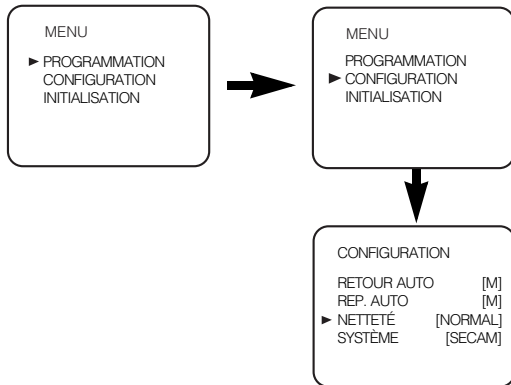 MENU
► PROGRAMMATION
CONFIGURATION
INITIALISATION
MENU
PROGRAMMATION
► CONFIGURATION
INITIALISATION
CONFIGURATION
RETOUR AUTO [M]
REP. AUTO [M]
► NETTETÉ [NORMAL]
SYSTÈME [SECAM]